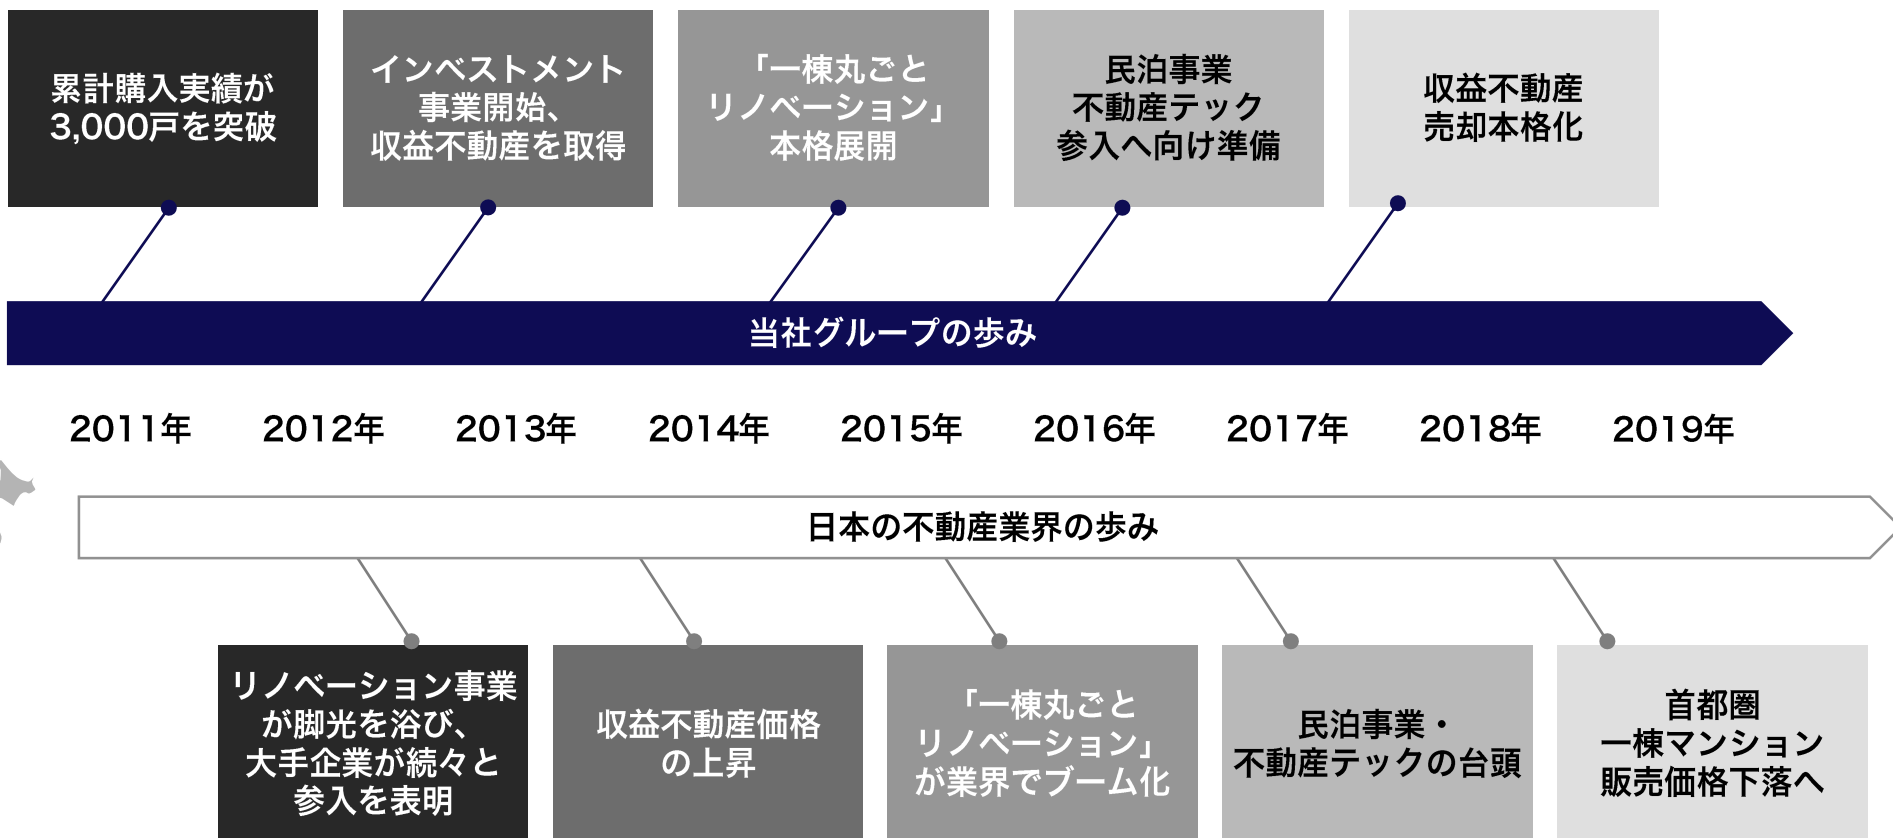 累計購入実績が
3,000戸を突破
インベストメント
事業開始、
収益不動産を取得
「一棟丸ごと
リノベーション」
本格展開
民泊事業
不動産テック
参入へ向け準備
収益不動産
売却本格化
当社グループの歩み
2011年 2012年 2013年 2014年 2015年 2016年 2017年 2018年 2019年
日本の不動産業界の歩み
リノベーション事業
が脚光を浴び、
大手企業が続々と
参入を表明
収益不動産価格
の上昇
「一棟丸ごと
リノベーション」
が業界でブーム化
民泊事業・
不動産テックの台頭
首都圏
一棟マンション
販売価格下落へ